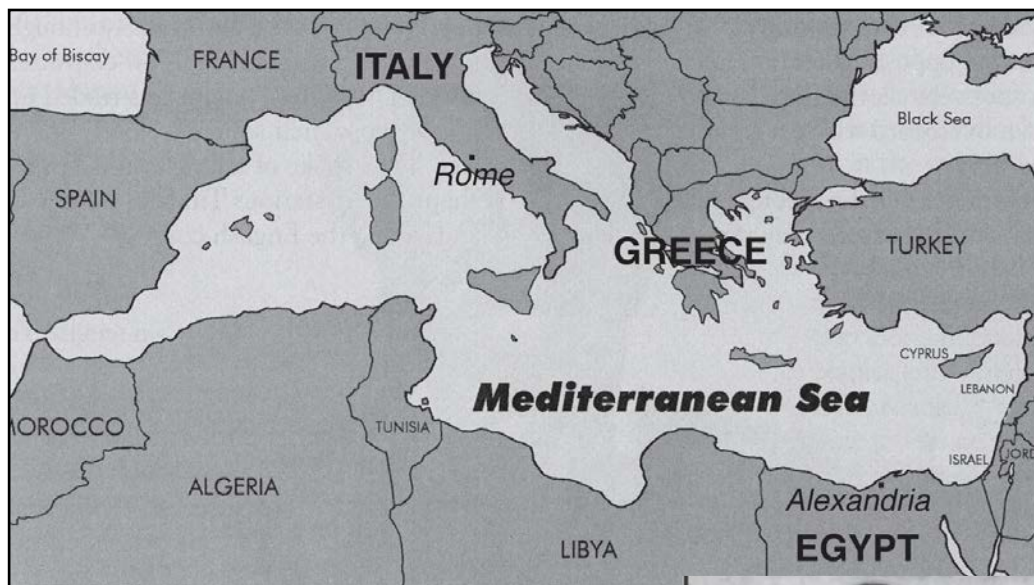 Bay of Biscay
FRANCE
ITALY
Black Sea
Rome
SPAIN
GREECE
TURKEY
CYPRUS
LEBANON
Mediterranean Sea
MOROCCO
TUNISIA
ISRAEL
JORD
ALGERIA
Alexandria
LIBYA
EGYPT